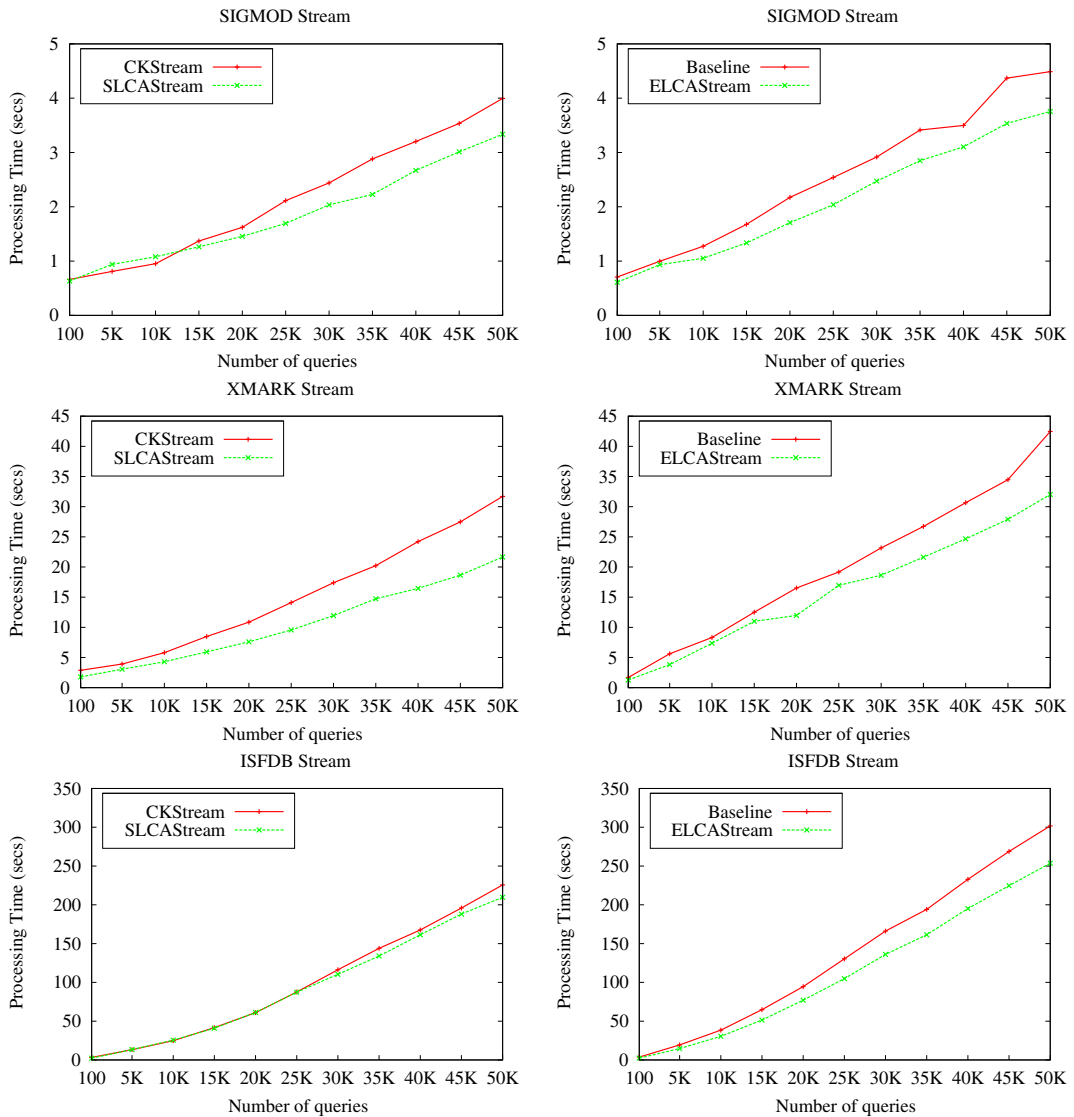 SIGMOD Stream
Processing Time (secs)
5
4
3
2
1
0
CKStream
SLCAStream
100 5K 10K 15K 20K 25K 30K 35K 40K 45K 50K
Number of queries
SIGMOD Stream
Processing Time (secs)
5
4
3
2
1
0
Baseline
ELCAStream
100 5K 10K 15K 20K 25K 30K 35K 40K 45K 50K
Number of queries
XMARK Stream
Processing Time (secs)
45
40
35
30
25
20
15
10
5
0
CKStream
SLCAStream
100 5K 10K 15K 20K 25K 30K 35K 40K 45K 50K
Number of queries
XMARK Stream
Processing Time (secs)
45
40
35
30
25
20
15
10
5
0
Baseline
ELCAStream
100 5K 10K 15K 20K 25K 30K 35K 40K 45K 50K
Number of queries
ISFDB Stream
Processing Time (secs)
350
300
250
200
150
100
50
0
CKStream
SLCAStream
100 5K 10K 15K 20K 25K 30K 35K 40K 45K 50K
Number of queries
ISFDB Stream
Processing Time (secs)
350
300
250
200
150
100
50
0
Baseline
ELCAStream
100 5K 10K 15K 20K 25K 30K 35K 40K 45K 50K
Number of queries